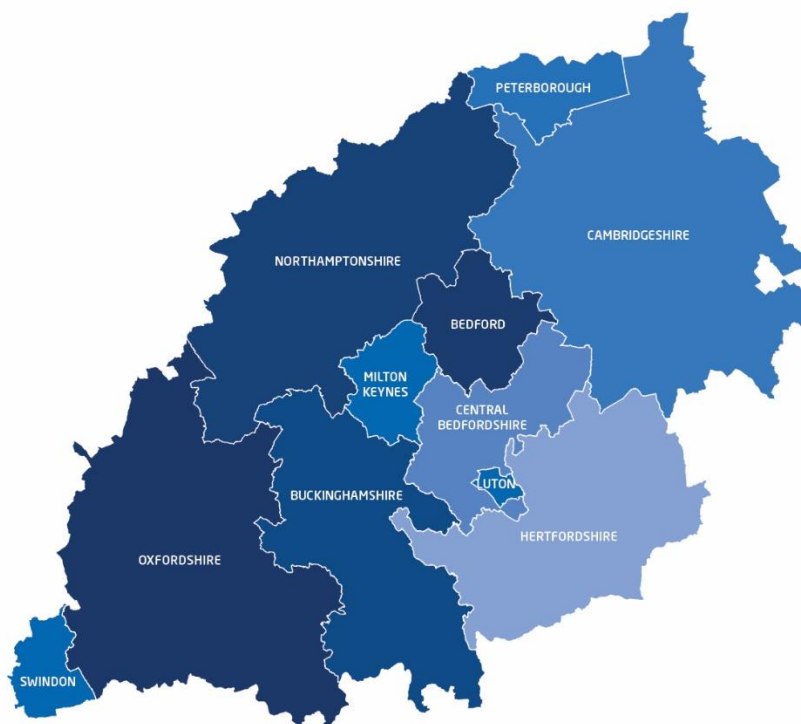 PETERBOROUGH
CAMBRIDGESHIRE
NORTHAMPTONSHIRE
BEDFORD
MILTON
KEYNES
CENTRAL
BEDFORDSHIRE
LUTON
BUCKINGHAMSHIRE
HERTFORDSHIRE
OXFORDSHIRE
SWINDON